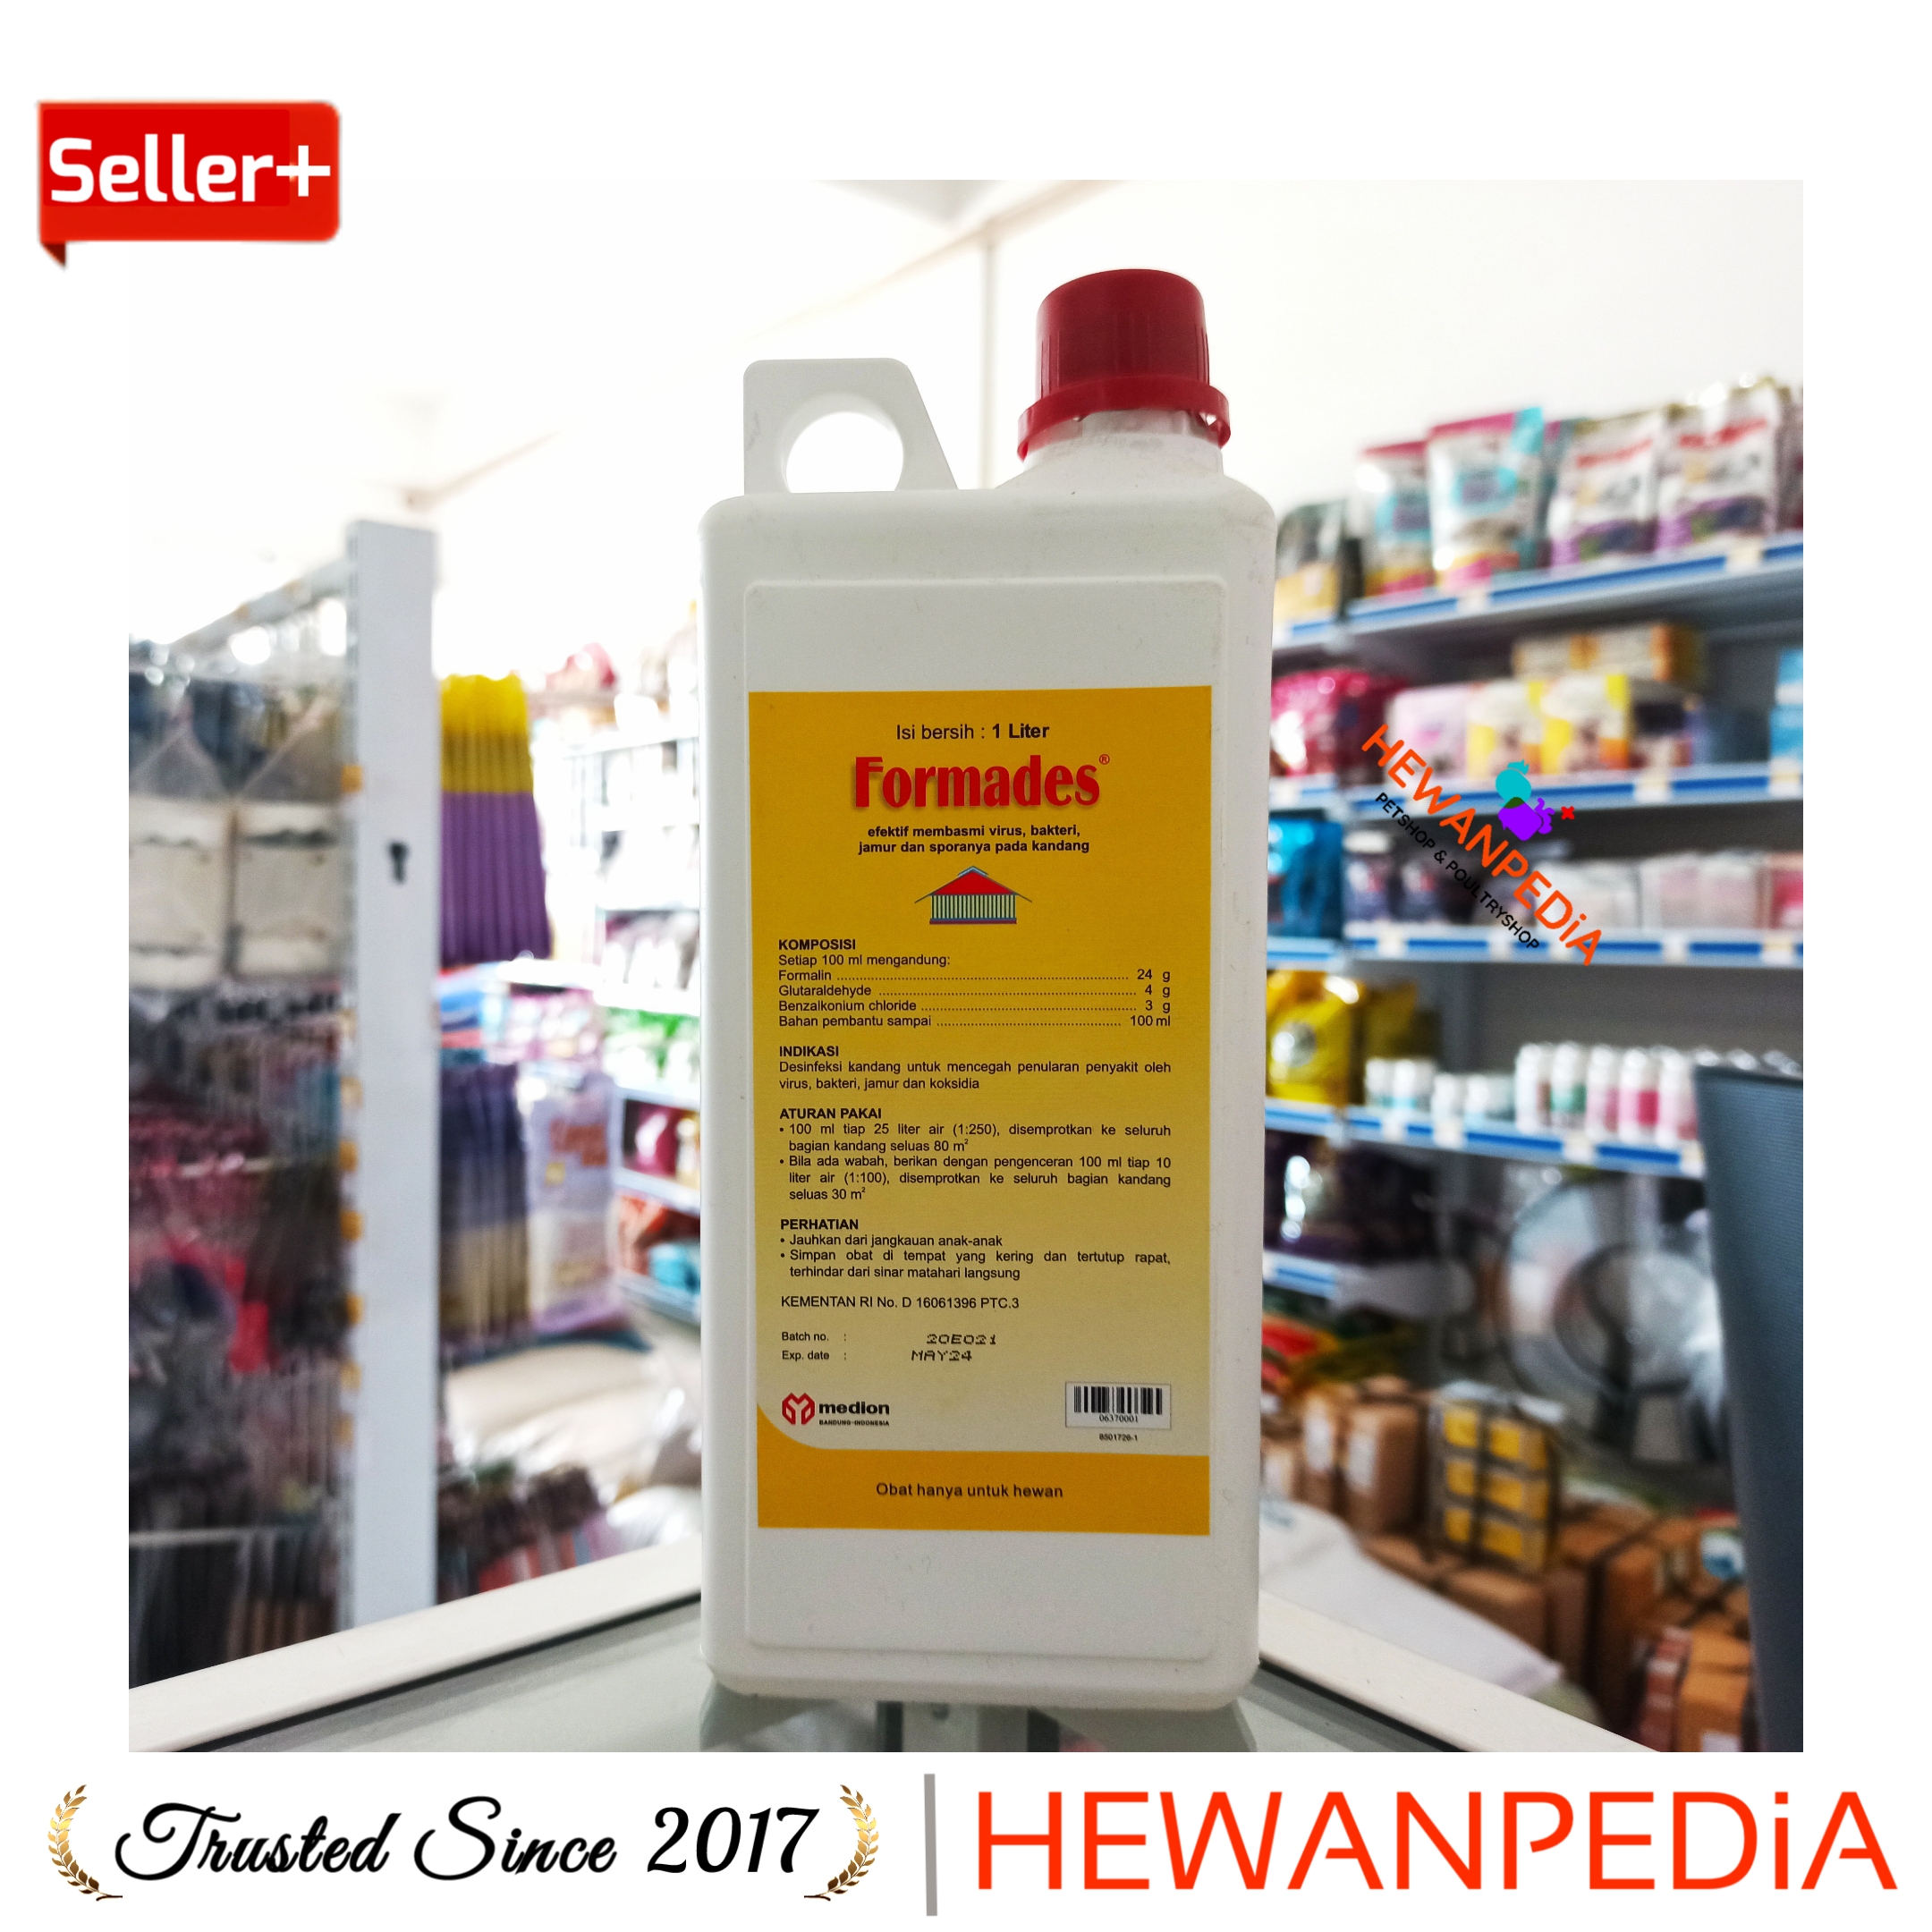 Seller+
Isi bersih : 1 Liter
Formades®
efektif membasmi virus, bakteri,
jamur dan sporanya pada kandang
KOMPOSISI
Setiap 100 ml mengandung:
Formalin ........ 24 g
Glutaraldehyde ........ 4 g
Benzalkonium chloride ........ 3 g
Bahan pembantu sampai ........ 100 ml
INDIKASI
Desinfeksi kandang untuk mencegah penularan penyakit oleh
virus, bakteri, jamur dan koksidia
ATURAN PAKAI
• 100 ml tiap 25 liter air (1:250), disemprotkan ke seluruh
bagian kandang seluas 80 m²
• Bila ada wabah, berikan dengan pengenceran 100 ml tiap 10
liter air (1:100), disemprotkan ke seluruh bagian kandang
seluas 30 m²
PERHATIAN
• Jauhkan dari jangkauan anak-anak
• Simpan obat di tempat yang kering dan tertutup rapat,
terhindar dari sinar matahari langsung
KEMENTAN RI No. D 16061396 PTC.3
Batch no. : 20E021
Exp. date : MAY24
medion
BANDUNG-INDONESIA
06370001
8501726-1
Obat hanya untuk hewan
HEWANPEDiA
PETSHOP & POULTRYSHOP
Trusted Since 2017
HEWANPEDiA